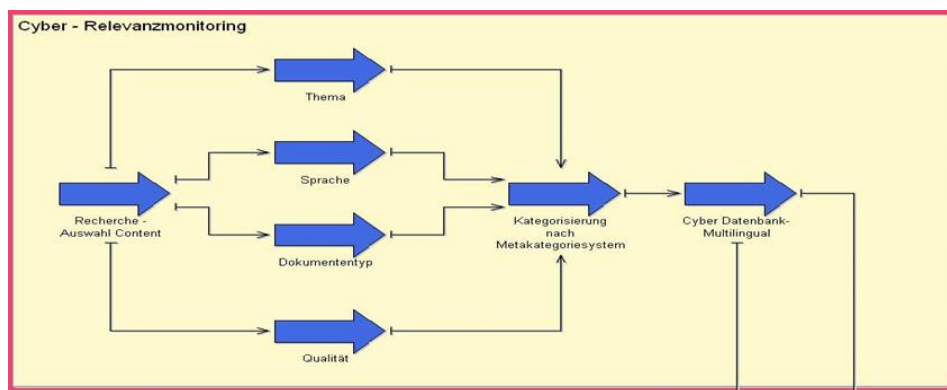 Cyber - Relevanzmonitoring
Thema
Sprache
Recherche -
Auswahl Content
Kategorisierung
nach
Metakategoriesystem
Cyber Datenbank-
Multilingual
Dokumententyp
Qualität